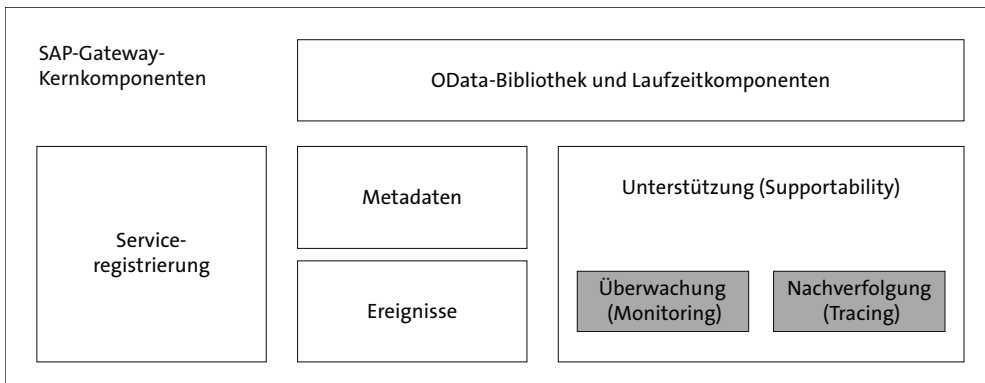 SAP-Gateway-
Kernkomponenten
OData-Bibliothek und Laufzeitkomponenten
Service-
registrierung
Metadaten
Ereignisse
Unterstützung (Supportability)
Überwachung
(Monitoring)
Nachverfolgung
(Tracing)